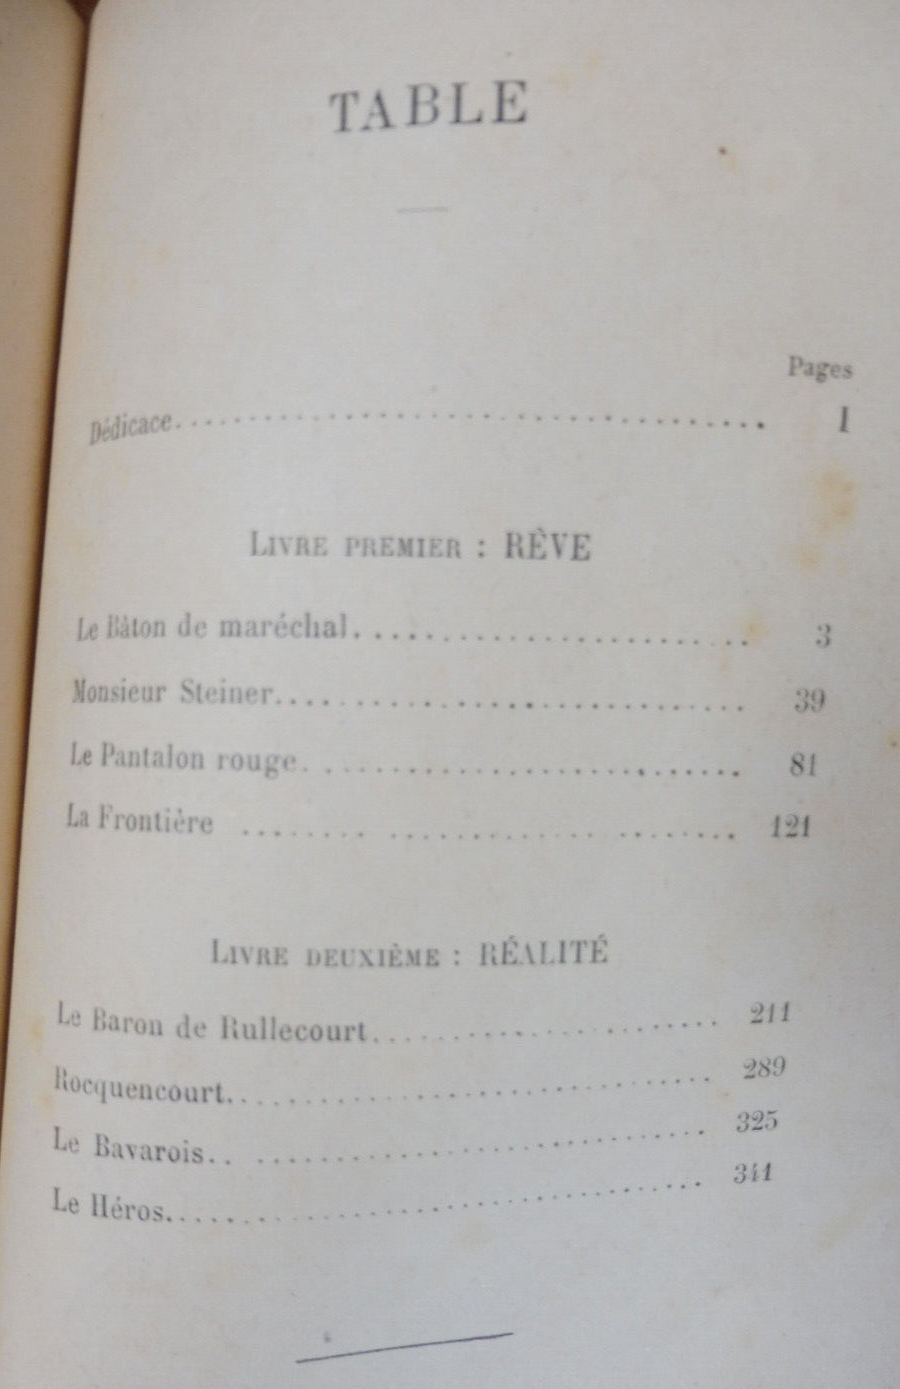 TABLE
Pages
Dédicace........................................ I
LIVRE PREMIER : RÊVE
Le Bâton de maréchal........................... 3
Monsieur Steiner............................... 39
Le Pantalon rouge.............................. 81
La Frontière .................................. 121
LIVRE DEUXIÈME : RÉALITÉ
Le Baron de Rullecourt......................... 211
Rocquencourt................................... 289
Le Bavarois.................................... 325
Le Héros....................................... 341